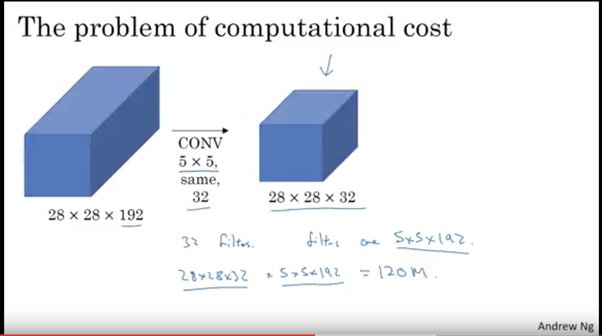 The problem of computational cost
CONV
5 × 5,
same,
32
28 × 28 × 192
28 × 28 × 32
32 filters. filters are 5×5×192.
28×28×32 × 5×5×192 = 120M.
Andrew Ng